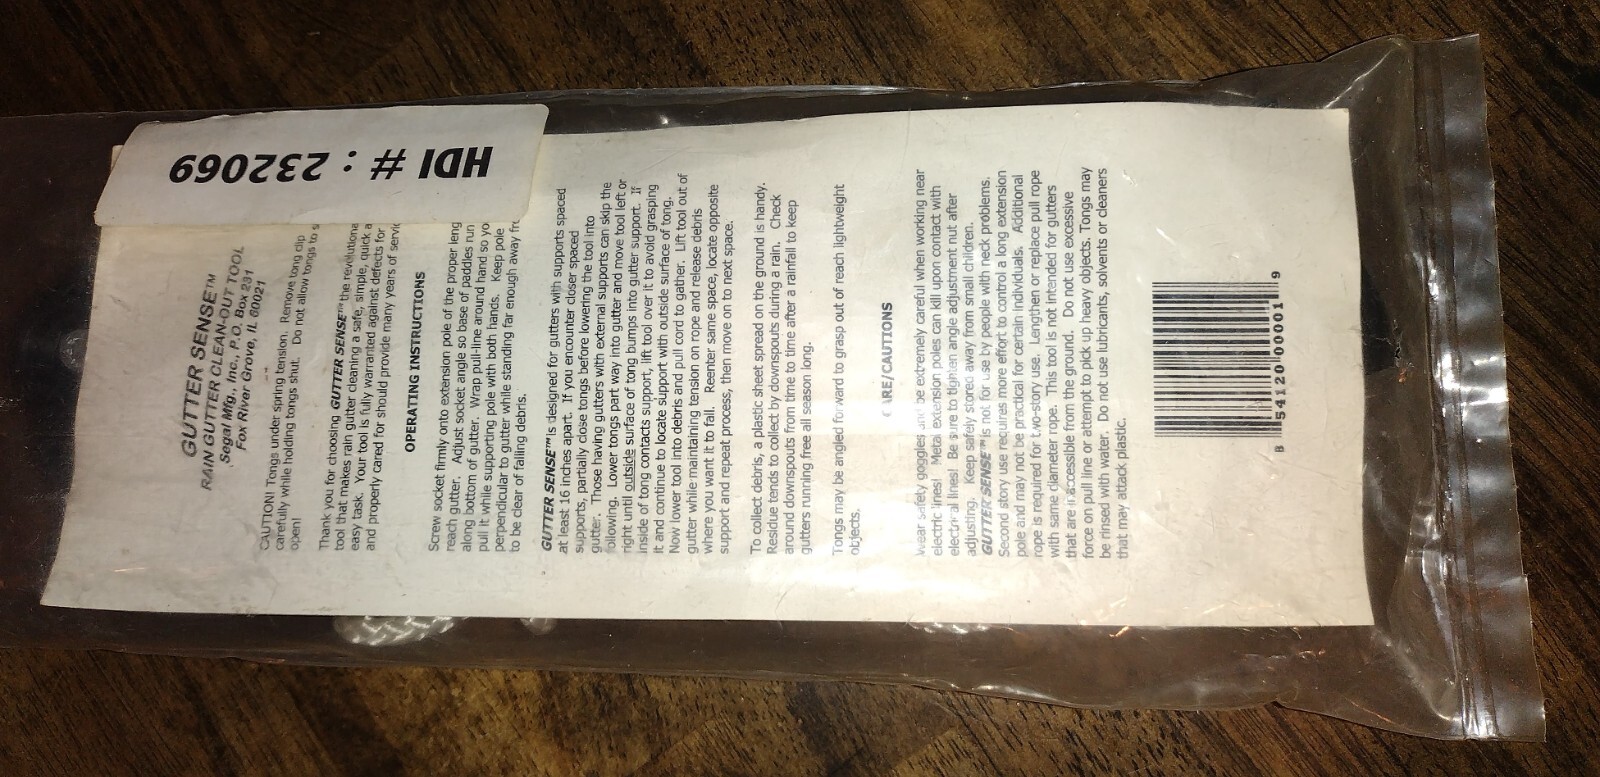 HDI # : 232069
GUTTER SENSE™
RAIN GUTTER CLEAN-OUT TOOL
Segal Mfg. Inc., P.O. Box 231
Fox River Grove, IL 60021
CAUTION! Tongs under spring tension. Remove tong clip
carefully while holding tongs shut. Do not allow tongs to
open!
Thank you for choosing GUTTER SENSE™ the
tool that makes rain gutter cleaning a safe, simple, quick
easy task. Your tool is fully warranted against defects for
and properly cared for should provide many years of
OPERATING INSTRUCTIONS
Screw socket firmly onto extension pole of the proper
reach gutter. Adjust socket angle so base of paddles run
along bottom of gutter. Wrap pull-line around hand so
pull it while supporting pole with both hands. Keep pole
perpendicular to gutter while standing far enough away
to be clear of falling debris.
GUTTER SENSE™ is designed for gutters with supports spaced
at least 16 inches apart. If you encounter closer spaced
supports, partially close tongs before lowering the tool into
gutter. Those having gutters with external supports can skip the
following. Lower tongs part way into gutter and move tool left or
right until outside surface of tong bumps into gutter support. If
inside of tong contacts support, lift tool over it to avoid grasping
it and continue to locate support with outside surface of tong.
Now lower tool into debris and pull cord to gather. Lift tool out of
gutter while maintaining tension on rope and release debris
where you want it to fall. Reenter same space, locate opposite
support and repeat process, then move on to next space.
To collect debris, a plastic sheet spread on the ground is handy.
Residue tends to collect by downspouts during a rain. Check
around downspouts from time to time after a rainfall to keep
gutters running free all season long.
Tongs may be angled forward to grasp out of reach lightweight
objects.
CARE/CAUTIONS
Wear safety goggles and be extremely careful when working near
electric lines! Metal extension poles can kill upon contact with
electrical lines! Be sure to tighten angle adjustment nut after
adjusting. Keep safely stored away from small children.
GUTTER SENSE™ is not for use by people with neck problems.
Second story use requires more effort to control a long extension
pole and may not be practical for certain individuals. Additional
rope is required for two-story use. Lengthen or replace pull rope
with same diameter rope. This tool is not intended for gutters
that are accessible from the ground. Do not use excessive
force on pull line or attempt to pick up heavy objects. Tongs may
be rinsed with water. Do not use lubricants, solvents or cleaners
that may attack plastic.
8 54120 00001 9